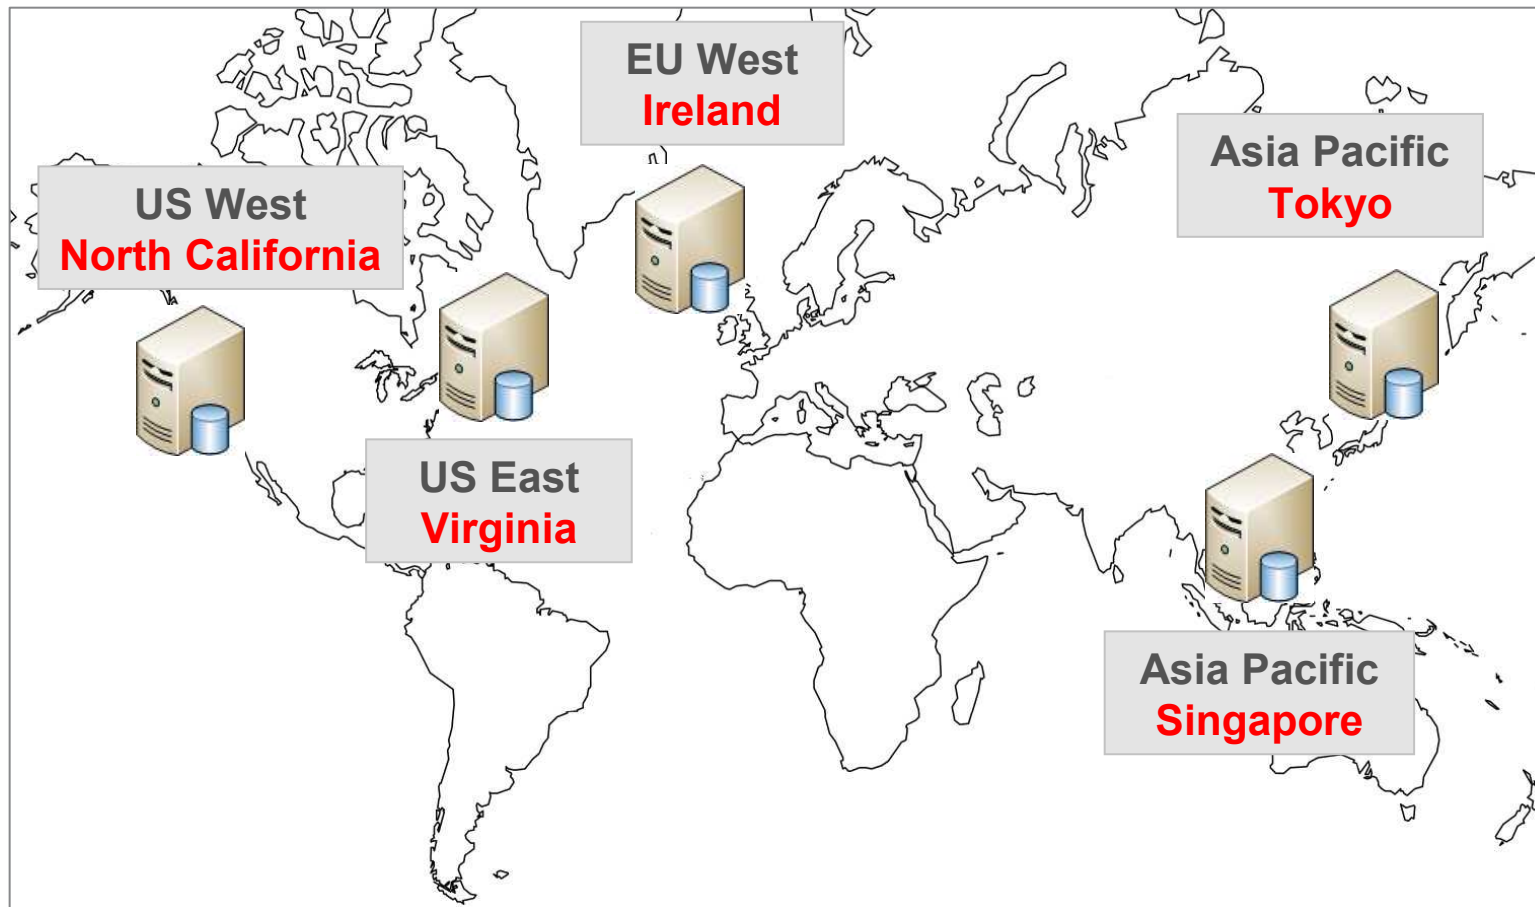 EU West
Ireland
Asia Pacific
Tokyo
US West
North California
US East
Virginia
Asia Pacific
Singapore